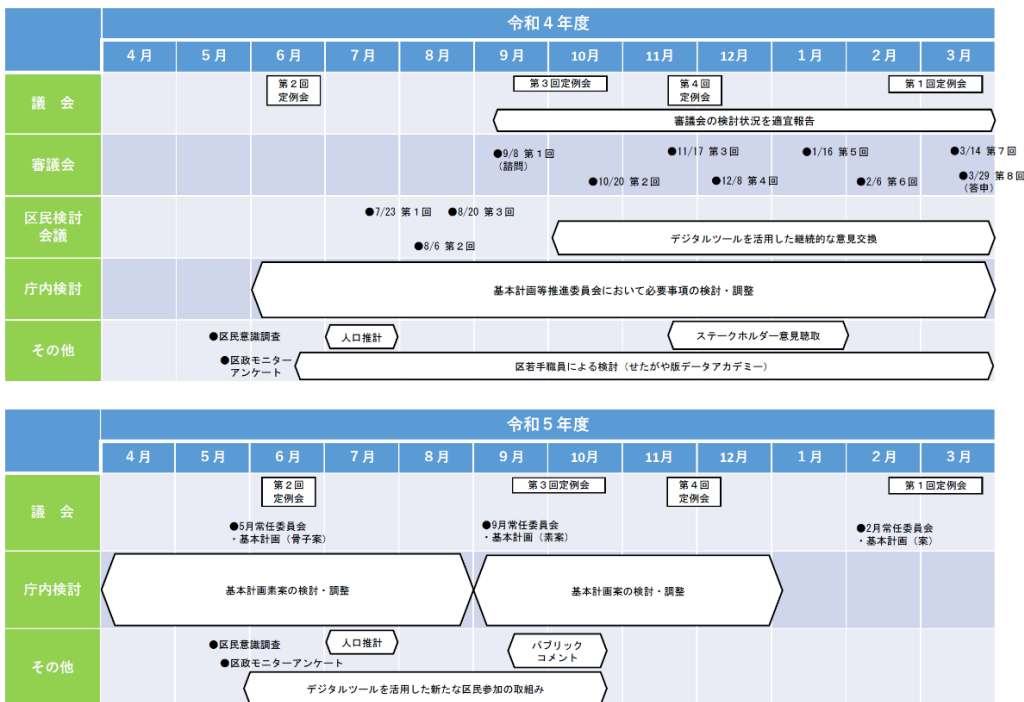 令和４年度
４月 ５月 ６月 ７月 ８月 ９月 10月 11月 12月 １月 ２月 ３月
議　会
第２回
定例会
第３回定例会
第４回
定例会
第１回定例会
審議会の検討状況を適宜報告
審議会
●9/8 第１回
（諮問）
●10/20 第２回
●11/17 第３回
●12/8 第４回
●1/16 第５回
●2/6 第６回
●3/14 第７回
●3/29 第８回
（答申）
区民検討
会議
●7/23 第１回
●8/6 第２回
●8/20 第３回
デジタルツールを活用した継続的な意見交換
庁内検討
基本計画等推進委員会において必要事項の検討・調整
その他
●区民意識調査
人口推計
ステークホルダー意見聴取
●区政モニター
アンケート
区若手職員による検討（せたがや版データアカデミー）
令和５年度
４月 ５月 ６月 ７月 ８月 ９月 10月 11月 12月 １月 ２月 ３月
議　会
第２回
定例会
第３回定例会
第４回
定例会
第１回定例会
●5月常任委員会
・基本計画（骨子案）
●9月常任委員会
・基本計画（素案）
●2月常任委員会
・基本計画（案）
庁内検討
基本計画素案の検討・調整
基本計画案の検討・調整
その他
●区民意識調査
人口推計
パブリック
コメント
●区政モニターアンケート
デジタルツールを活用した新たな区民参加の取組み